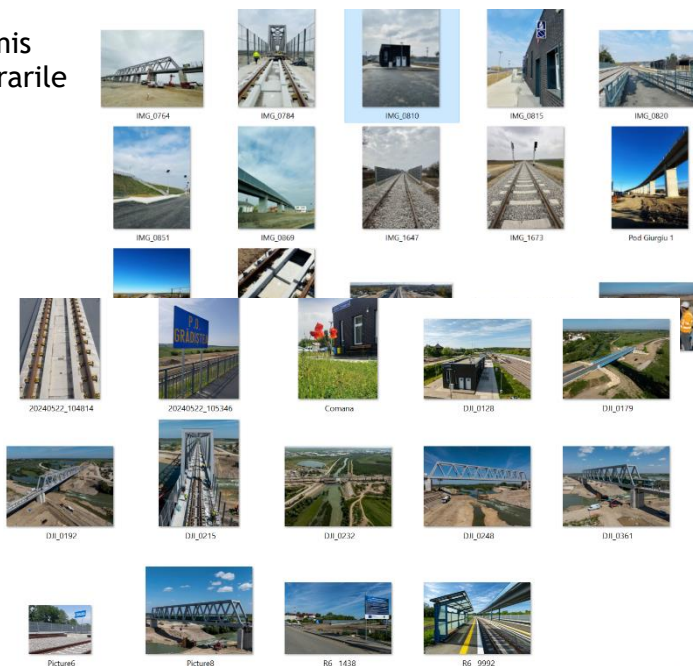 nis
rarile
IMG_0764
IMG_0784
IMG_0810
IMG_0815
IMG_0820
IMG_0851
IMG_0869
IMG_1647
IMG_1673
Pod Giurgiu 1
P.O.
GRĂDIȘTEA
20240522_104814
20240522_105346
Comana
DJI_0128
DJI_0179
DJI_0192
DJI_0215
DJI_0232
DJI_0248
DJI_0361
Picture6
Picture8
R6_1438
R6_9992